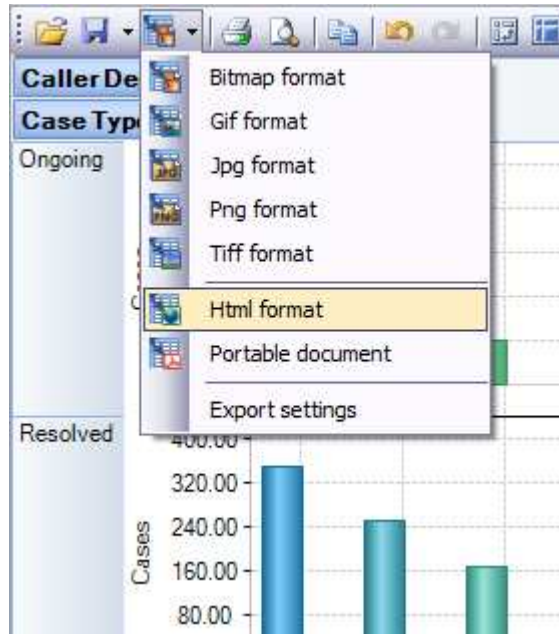 Caller De
Case Typ
Bitmap format
Gif format
Jpg format
Png format
Tiff format
Html format
Portable document
Export settings
Ongoing
Resolved
400.00
320.00
240.00
160.00
80.00
Cases